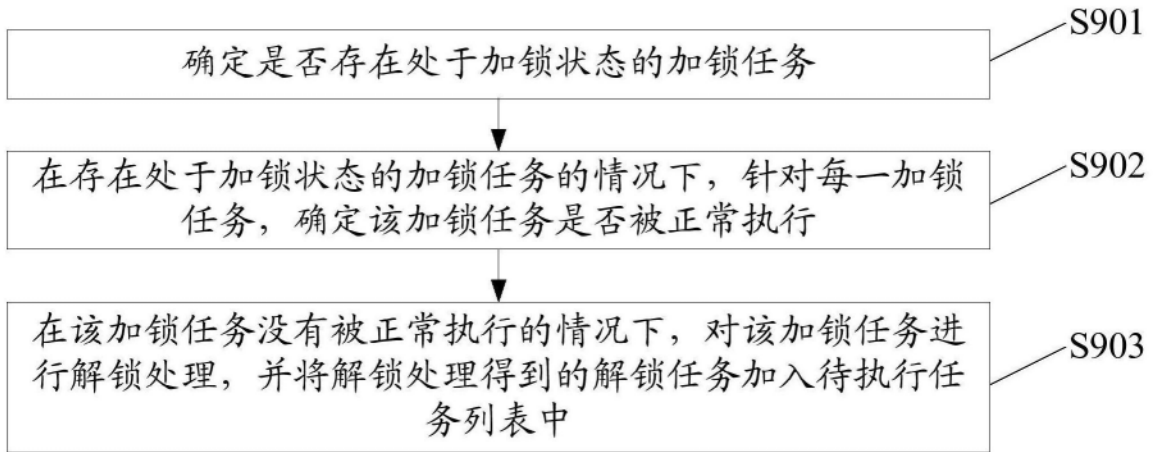 确定是否存在处于加锁状态的加锁任务
S901
在存在处于加锁状态的加锁任务的情况下，针对每一加锁
任务，确定该加锁任务是否被正常执行
S902
在该加锁任务没有被正常执行的情况下，对该加锁任务进
行解锁处理，并将解锁处理得到的解锁任务加入待执行任
务列表中
S903